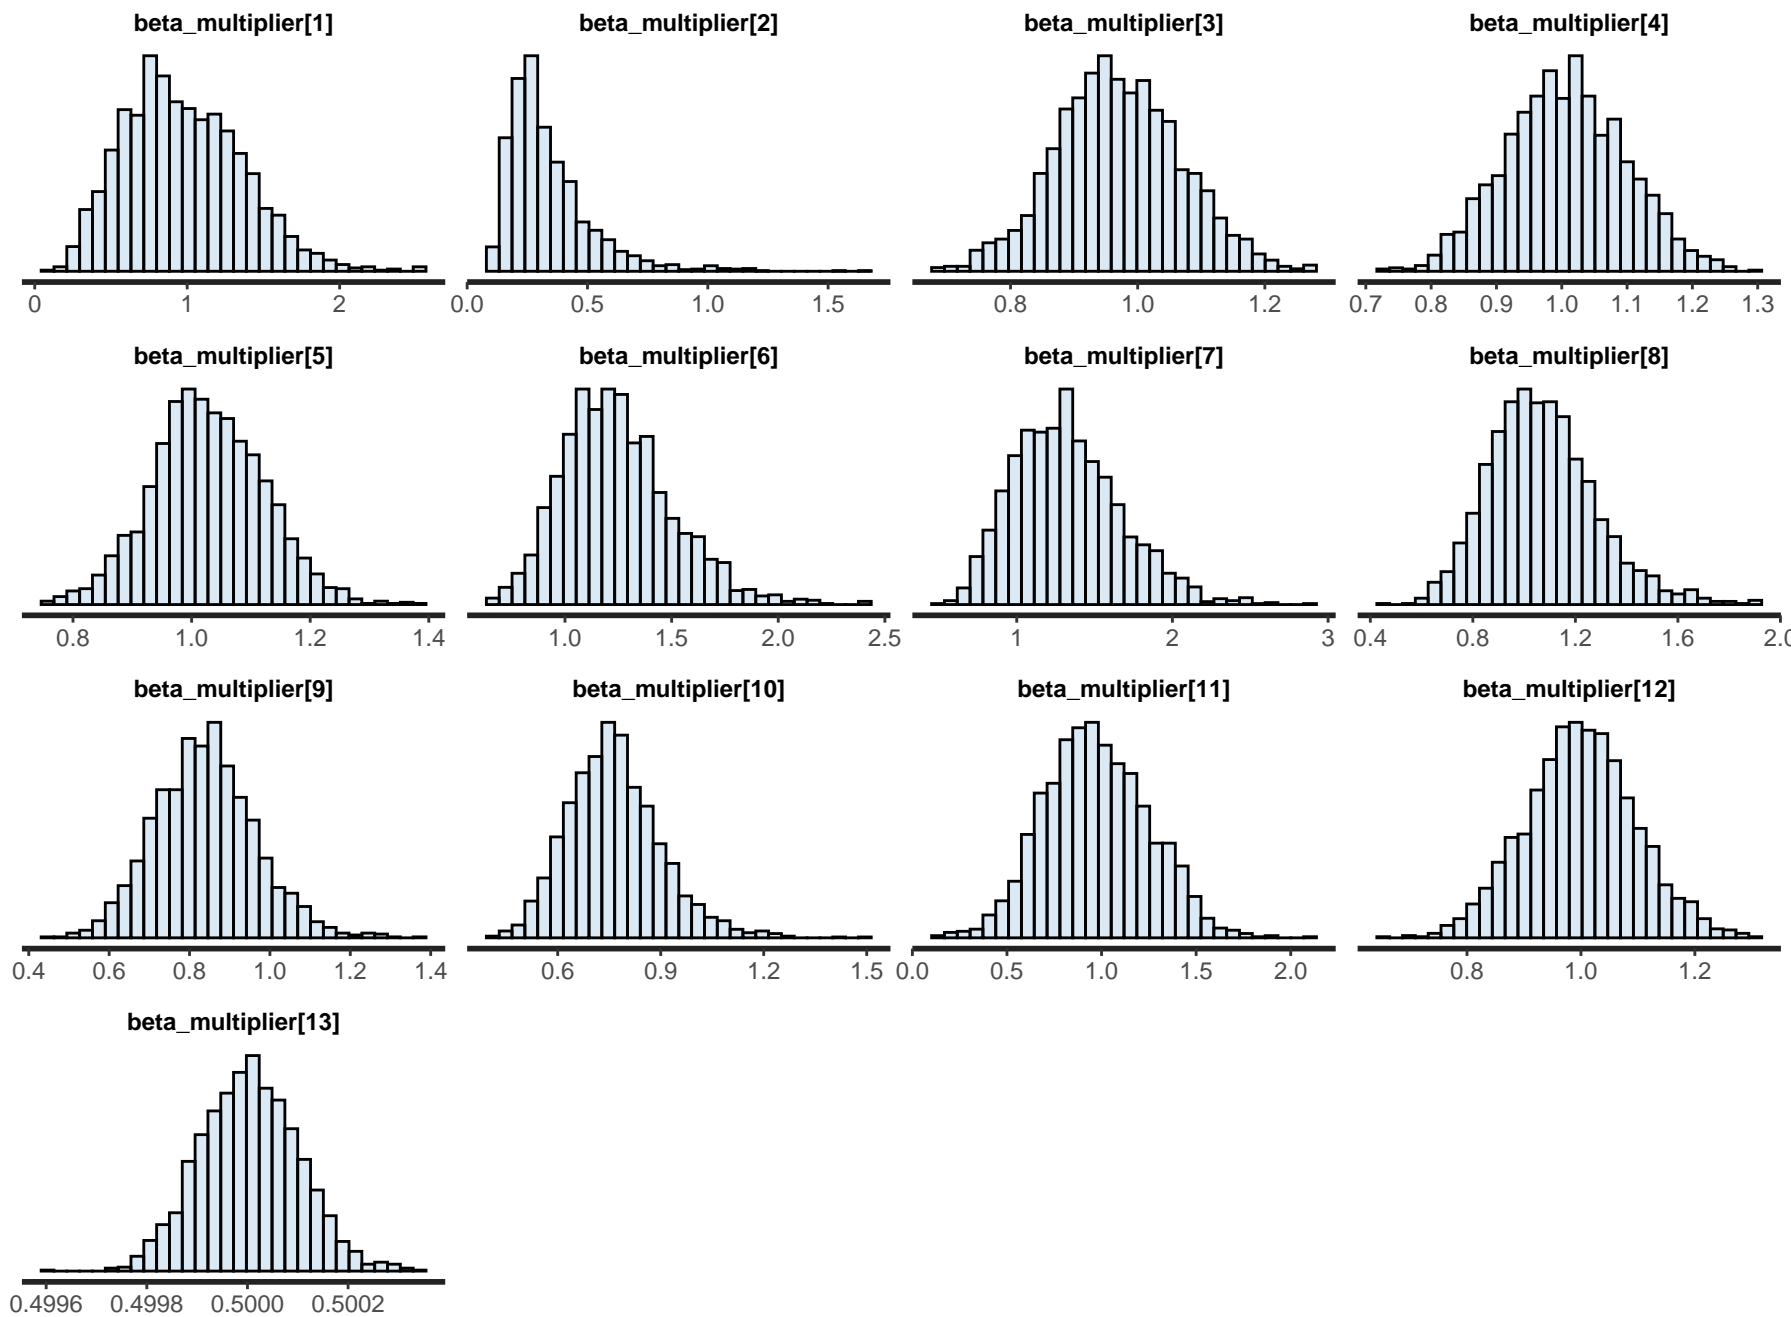 beta_multiplier[1] beta_multiplier[2] beta_multiplier[3] beta_multiplier[4]
0 1 2 0.0 0.5 1.0 1.5 0.8 1.0 1.2 0.7 0.8 0.9 1.0 1.1 1.2 1.3
beta_multiplier[5] beta_multiplier[6] beta_multiplier[7] beta_multiplier[8]
0.8 1.0 1.2 1.4 1.0 1.5 2.0 2.5 1 2 3 0.4 0.8 1.2 1.6 2.0
beta_multiplier[9] beta_multiplier[10] beta_multiplier[11] beta_multiplier[12]
0.4 0.6 0.8 1.0 1.2 1.4 0.6 0.9 1.2 1.5 0.0 0.5 1.0 1.5 2.0 0.8 1.0 1.2
beta_multiplier[13]
0.4996 0.4998 0.5000 0.5002